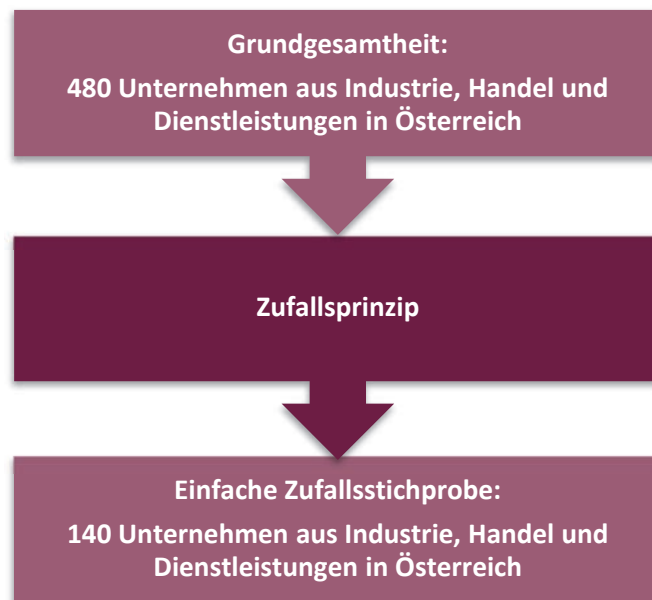 Grundgesamtheit:
480 Unternehmen aus Industrie, Handel und
Dienstleistungen in Österreich
Zufallsprinzip
Einfache Zufallsstichprobe:
140 Unternehmen aus Industrie, Handel und
Dienstleistungen in Österreich